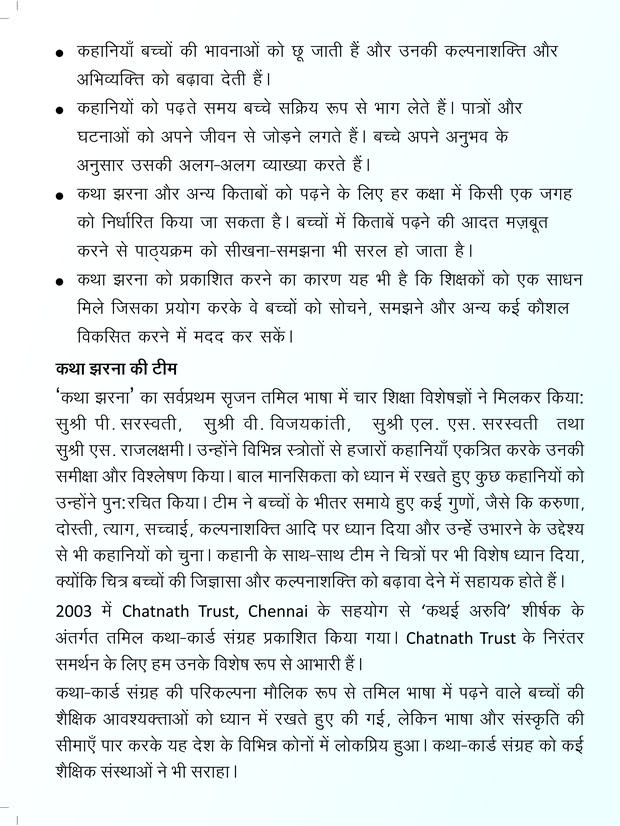 • कहानियाँ बच्चों की भावनाओं को छू जाती हैं और उनकी कल्पनाशक्ति और
अभिव्यक्ति को बढ़ावा देती हैं।
• कहानियों को पढ़ते समय बच्चे सक्रिय रूप से भाग लेते हैं। पात्रों और
घटनाओं को अपने जीवन से जोड़ने लगते हैं। बच्चे अपने अनुभव के
अनुसार उसकी अलग-अलग व्याख्या करते हैं।
• कथा झरना और अन्य किताबों को पढ़ने के लिए हर कक्षा में किसी एक जगह
को निर्धारित किया जा सकता है। बच्चों में किताबें पढ़ने की आदत मज़बूत
करने से पाठ्यक्रम को सीखना-समझना भी सरल हो जाता है।
• कथा झरना को प्रकाशित करने का कारण यह भी है कि शिक्षकों को एक साधन
मिले जिसका प्रयोग करके वे बच्चों को सोचने, समझने और अन्य कई कौशल
विकसित करने में मदद कर सकें।
कथा झरना की टीम
'कथा झरना' का सर्वप्रथम सृजन तमिल भाषा में चार शिक्षा विशेषज्ञों ने मिलकर किया:
सुश्री पी. सरस्वती, सुश्री वी. विजयकांती, सुश्री एल. एस. सरस्वती तथा
सुश्री एस. राजलक्षमी। उन्होंने विभिन्न स्त्रोतों से हजारों कहानियाँ एकत्रित करके उनकी
समीक्षा और विश्लेषण किया। बाल मानसिकता को ध्यान में रखते हुए कुछ कहानियों को
उन्होंने पुन:रचित किया। टीम ने बच्चों के भीतर समाये हुए कई गुणों, जैसे कि करुणा,
दोस्ती, त्याग, सच्चाई, कल्पनाशक्ति आदि पर ध्यान दिया और उन्हें उभारने के उद्देश्य
से भी कहानियों को चुना। कहानी के साथ-साथ टीम ने चित्रों पर भी विशेष ध्यान दिया,
क्योंकि चित्र बच्चों की जिज्ञासा और कल्पनाशक्ति को बढ़ावा देने में सहायक होते हैं।
2003 में Chatnath Trust, Chennai के सहयोग से 'कथई अरुवि' शीर्षक के
अंतर्गत तमिल कथा-कार्ड संग्रह प्रकाशित किया गया। Chatnath Trust के निरंतर
समर्थन के लिए हम उनके विशेष रूप से आभारी हैं।
कथा-कार्ड संग्रह की परिकल्पना मौलिक रूप से तमिल भाषा में पढ़ने वाले बच्चों की
शैक्षिक आवश्यक्ताओं को ध्यान में रखते हुए की गई, लेकिन भाषा और संस्कृति की
सीमाएँ पार करके यह देश के विभिन्न कोनों में लोकप्रिय हुआ। कथा-कार्ड संग्रह को कई
शैक्षिक संस्थाओं ने भी सराहा।